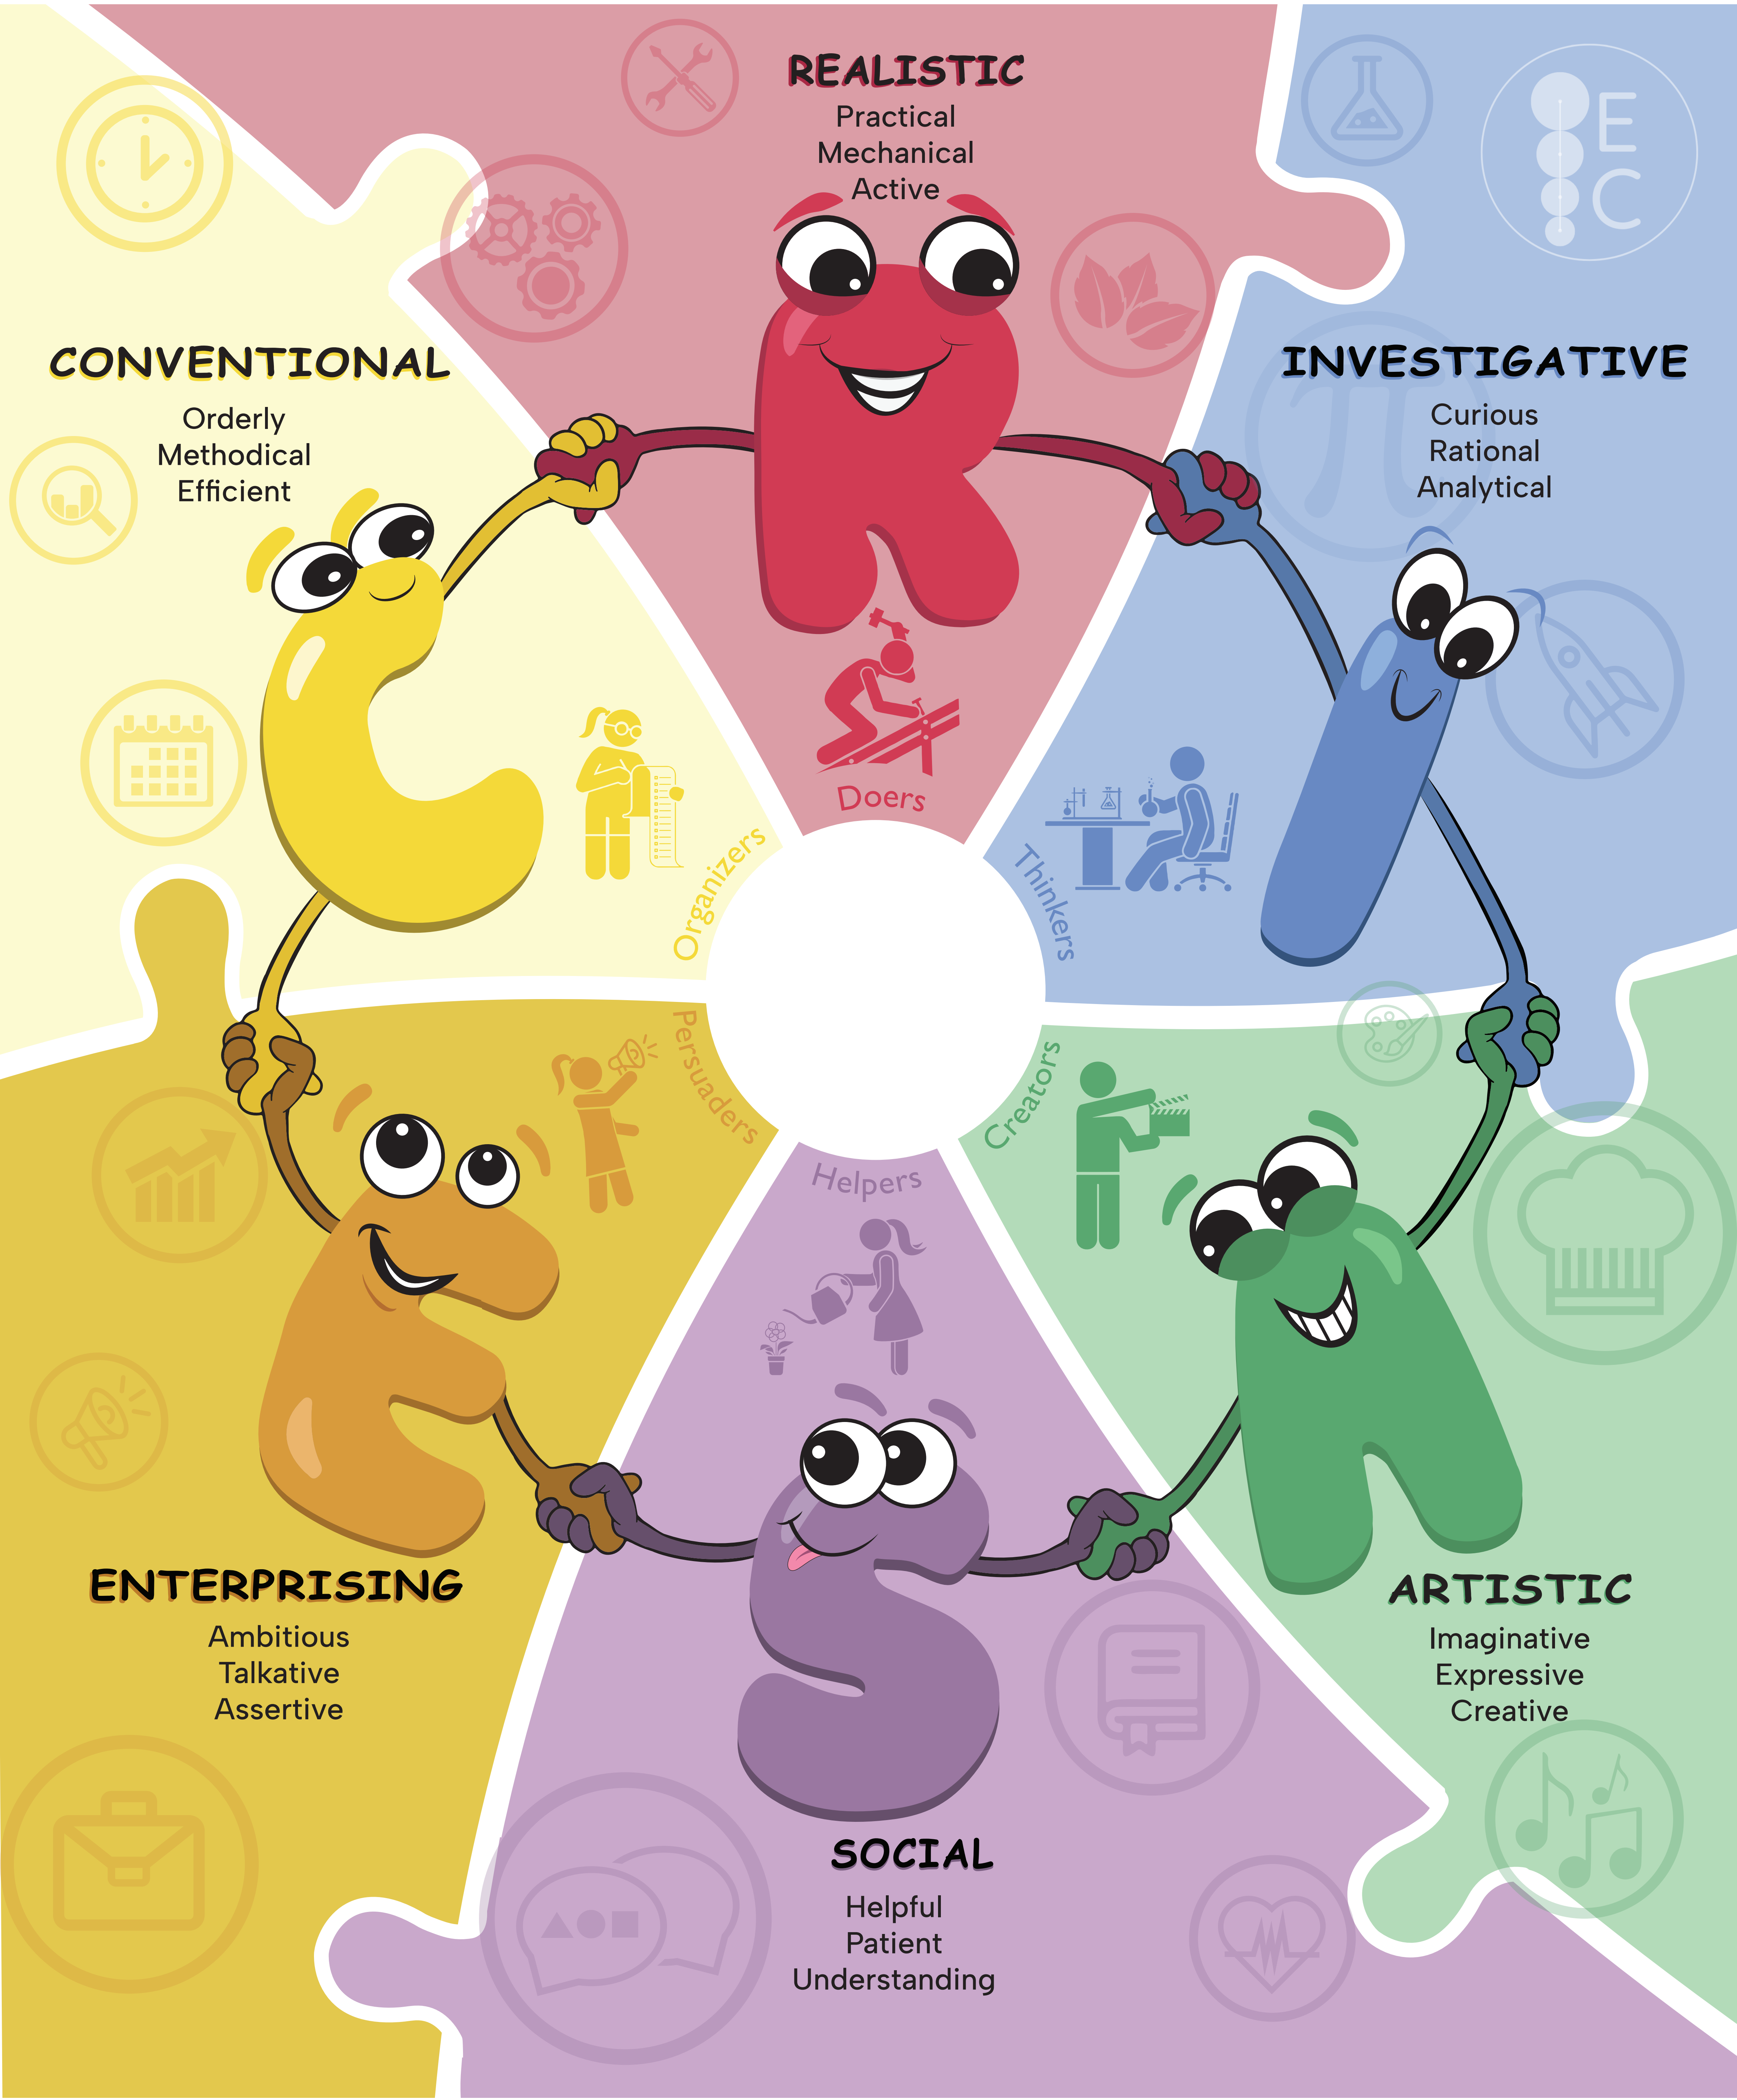 REALISTIC
Practical
Mechanical
Active
Doers
E
C
INVESTIGATIVE
Curious
Rational
Analytical
π
Thinkers
ARTISTIC
Imaginative
Expressive
Creative
Creators
SOCIAL
Helpful
Patient
Understanding
Helpers
ENTERPRISING
Ambitious
Talkative
Assertive
Persuaders
CONVENTIONAL
Orderly
Methodical
Efficient
Organizers
R
I
A
S
E
C